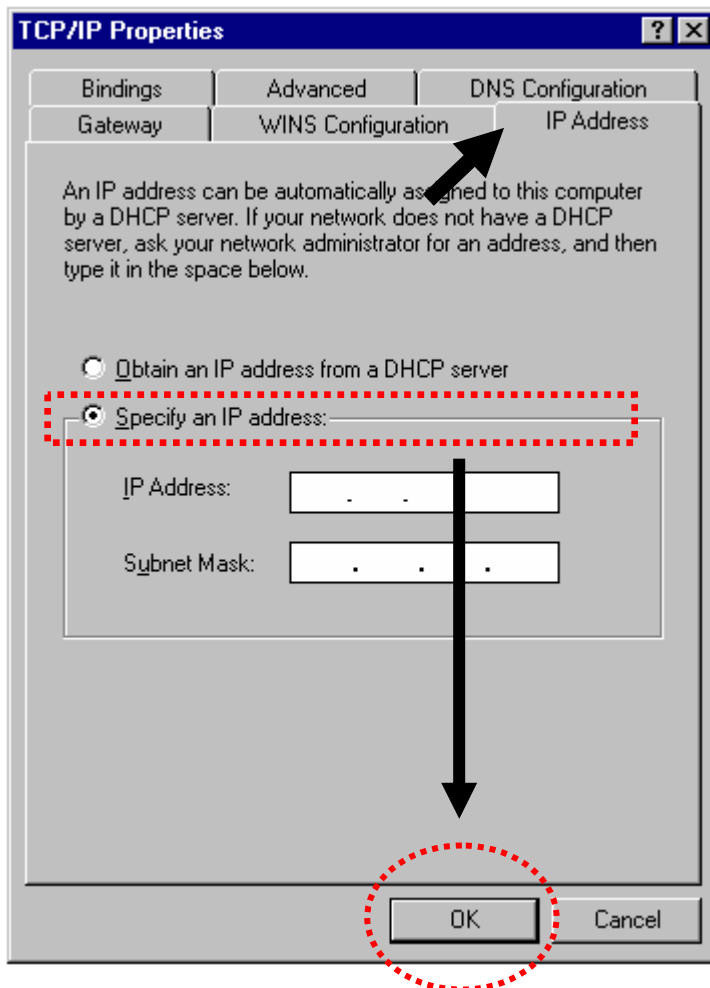 TCP/IP Properties
Bindings Advanced DNS Configuration
Gateway WINS Configuration IP Address
An IP address can be automatically assigned to this computer
by a DHCP server. If your network does not have a DHCP
server, ask your network administrator for an address, and then
type it in the space below.
Obtain an IP address from a DHCP server
Specify an IP address:
IP Address: . .
Subnet Mask: . . .
OK Cancel